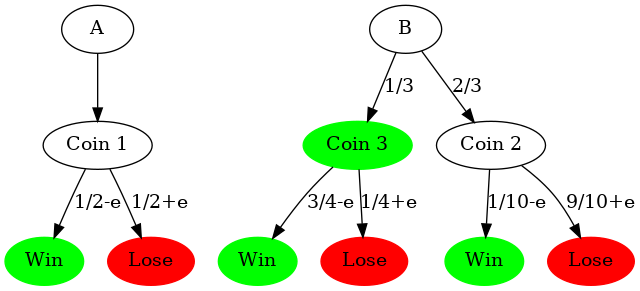 A
B
1/3
2/3
Coin 1
Coin 3
Coin 2
1/2-e
1/2+e
3/4-e
1/4+e
1/10-e
9/10+e
Win
Lose
Win
Lose
Win
Lose